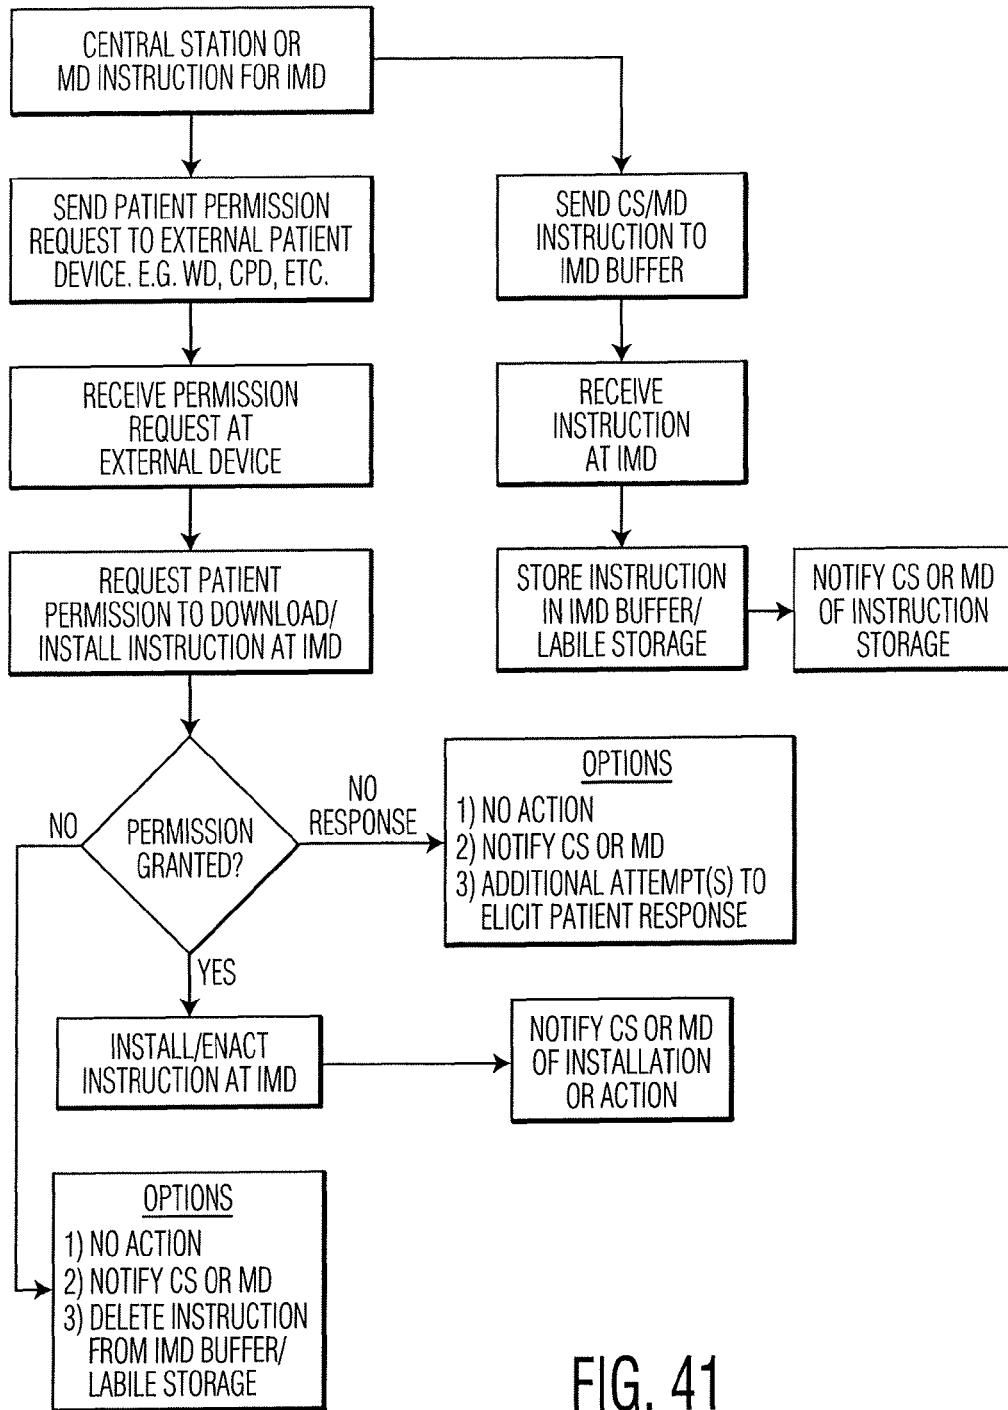 CENTRAL STATION OR
MD INSTRUCTION FOR IMD
SEND PATIENT PERMISSION
REQUEST TO EXTERNAL PATIENT
DEVICE. E.G. WD, CPD, ETC.
RECEIVE PERMISSION
REQUEST AT
EXTERNAL DEVICE
REQUEST PATIENT
PERMISSION TO DOWNLOAD/
INSTALL INSTRUCTION AT IMD
SEND CS/MD
INSTRUCTION TO
IMD BUFFER
RECEIVE
INSTRUCTION
AT IMD
STORE INSTRUCTION
IN IMD BUFFER/
LABILE STORAGE
NOTIFY CS OR MD
OF INSTRUCTION
STORAGE
PERMISSION
GRANTED?
NO
NO
RESPONSE
YES
OPTIONS
1) NO ACTION
2) NOTIFY CS OR MD
3) ADDITIONAL ATTEMPT(S) TO
ELICIT PATIENT RESPONSE
INSTALL/ENACT
INSTRUCTION AT IMD
NOTIFY CS OR MD
OF INSTALLATION
OR ACTION
OPTIONS
1) NO ACTION
2) NOTIFY CS OR MD
3) DELETE INSTRUCTION
FROM IMD BUFFER/
LABILE STORAGE
FIG. 41